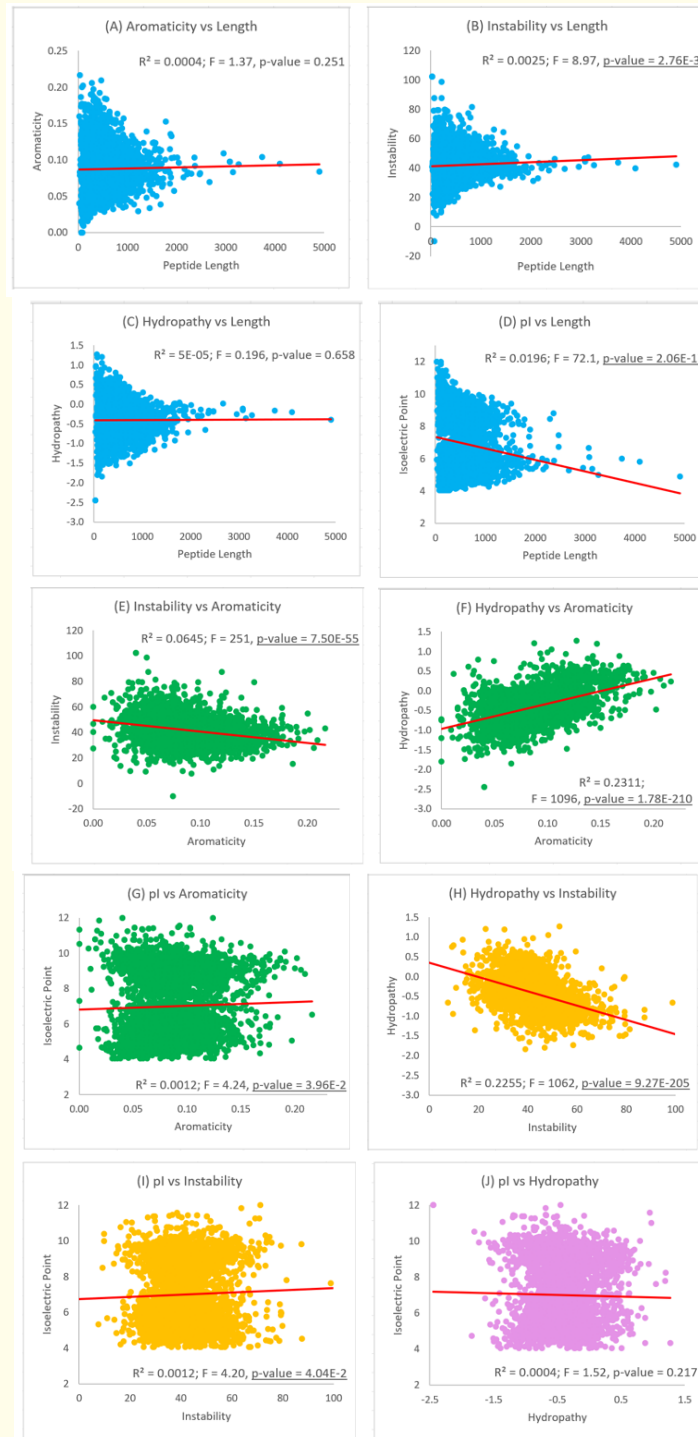 (A) Aromaticity vs Length
R² = 0.0004; F = 1.37, p-value = 0.251
0.25
0.20
0.15
0.10
0.05
0.00
Aromaticity
0 1000 2000 3000 4000 5000
Peptide Length
(B) Instability vs Length
R² = 0.0025; F = 8.97, p-value = 2.76E-3
120
100
80
60
40
20
0
-20
Instability
0 1000 2000 3000 4000 5000
Peptide Length
(C) Hydropathy vs Length
R² = 5E-05; F = 0.196, p-value = 0.658
1.5
1.0
0.5
0.0
-0.5
-1.0
-1.5
-2.0
-2.5
-3.0
Hydropathy
0 1000 2000 3000 4000 5000
Peptide Length
(D) pI vs Length
R² = 0.0196; F = 72.1, p-value = 2.06E-1
12
10
8
6
4
2
Isoelectric Point
0 1000 2000 3000 4000 5000
Peptide Length
(E) Instability vs Aromaticity
R² = 0.0645; F = 251, p-value = 7.50E-55
120
100
80
60
40
20
0
-20
Instability
0.00 0.05 0.10 0.15 0.20
Aromaticity
(F) Hydropathy vs Aromaticity
1.5
1.0
0.5
0.0
-0.5
-1.0
-1.5
-2.0
-2.5
-3.0
Hydropathy
R² = 0.2311;
F = 1096, p-value = 1.78E-210
0.00 0.05 0.10 0.15 0.20
Aromaticity
(G) pI vs Aromaticity
12
10
8
6
4
2
Isoelectric Point
R² = 0.0012; F = 4.24, p-value = 3.96E-2
0.00 0.05 0.10 0.15 0.20
Aromaticity
(H) Hydropathy vs Instability
1.5
1.0
0.5
0.0
-0.5
-1.0
-1.5
-2.0
-2.5
-3.0
Hydropathy
R² = 0.2255; F = 1062, p-value = 9.27E-205
0 20 40 60 80 100
Instability
(I) pI vs Instability
12
10
8
6
4
2
Isoelectric Point
R² = 0.0012; F = 4.20, p-value = 4.04E-2
0 20 40 60 80 100
Instability
(J) pI vs Hydropathy
12
10
8
6
4
2
Isoelectric Point
R² = 0.0004; F = 1.52, p-value = 0.217
-2.5 -1.5 -0.5 0.5 1.5
Hydropathy